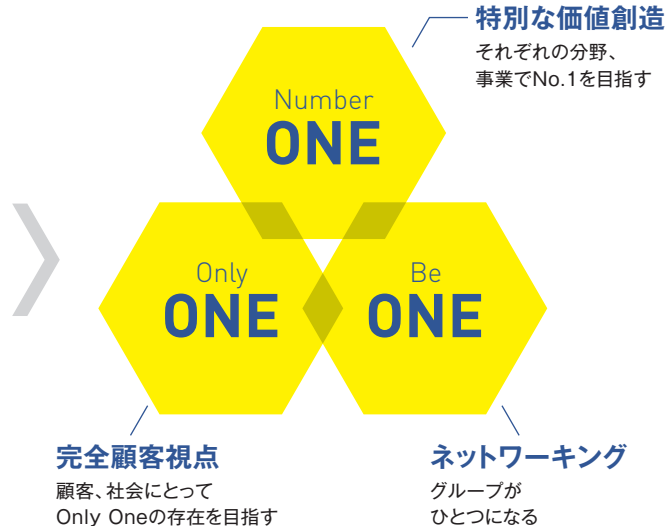 特別な価値創造
それぞれの分野、
事業でNo.1を目指す
Number
ONE
Only
ONE
Be
ONE
完全顧客視点
顧客、社会にとって
Only Oneの存在を目指す
ネットワーキング
グループが
ひとつになる